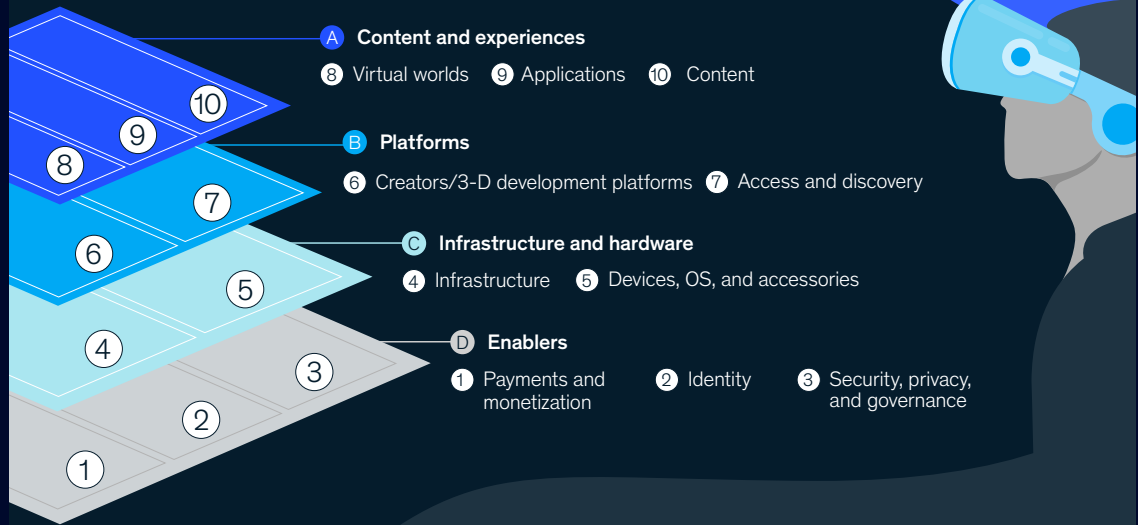 A Content and experiences
8 Virtual worlds 9 Applications 10 Content
10
9
8
B Platforms
6 Creators/3-D development platforms 7 Access and discovery
7
6
C Infrastructure and hardware
4 Infrastructure 5 Devices, OS, and accessories
5
4
D Enablers
1 Payments and monetization 2 Identity 3 Security, privacy, and governance
3
2
1